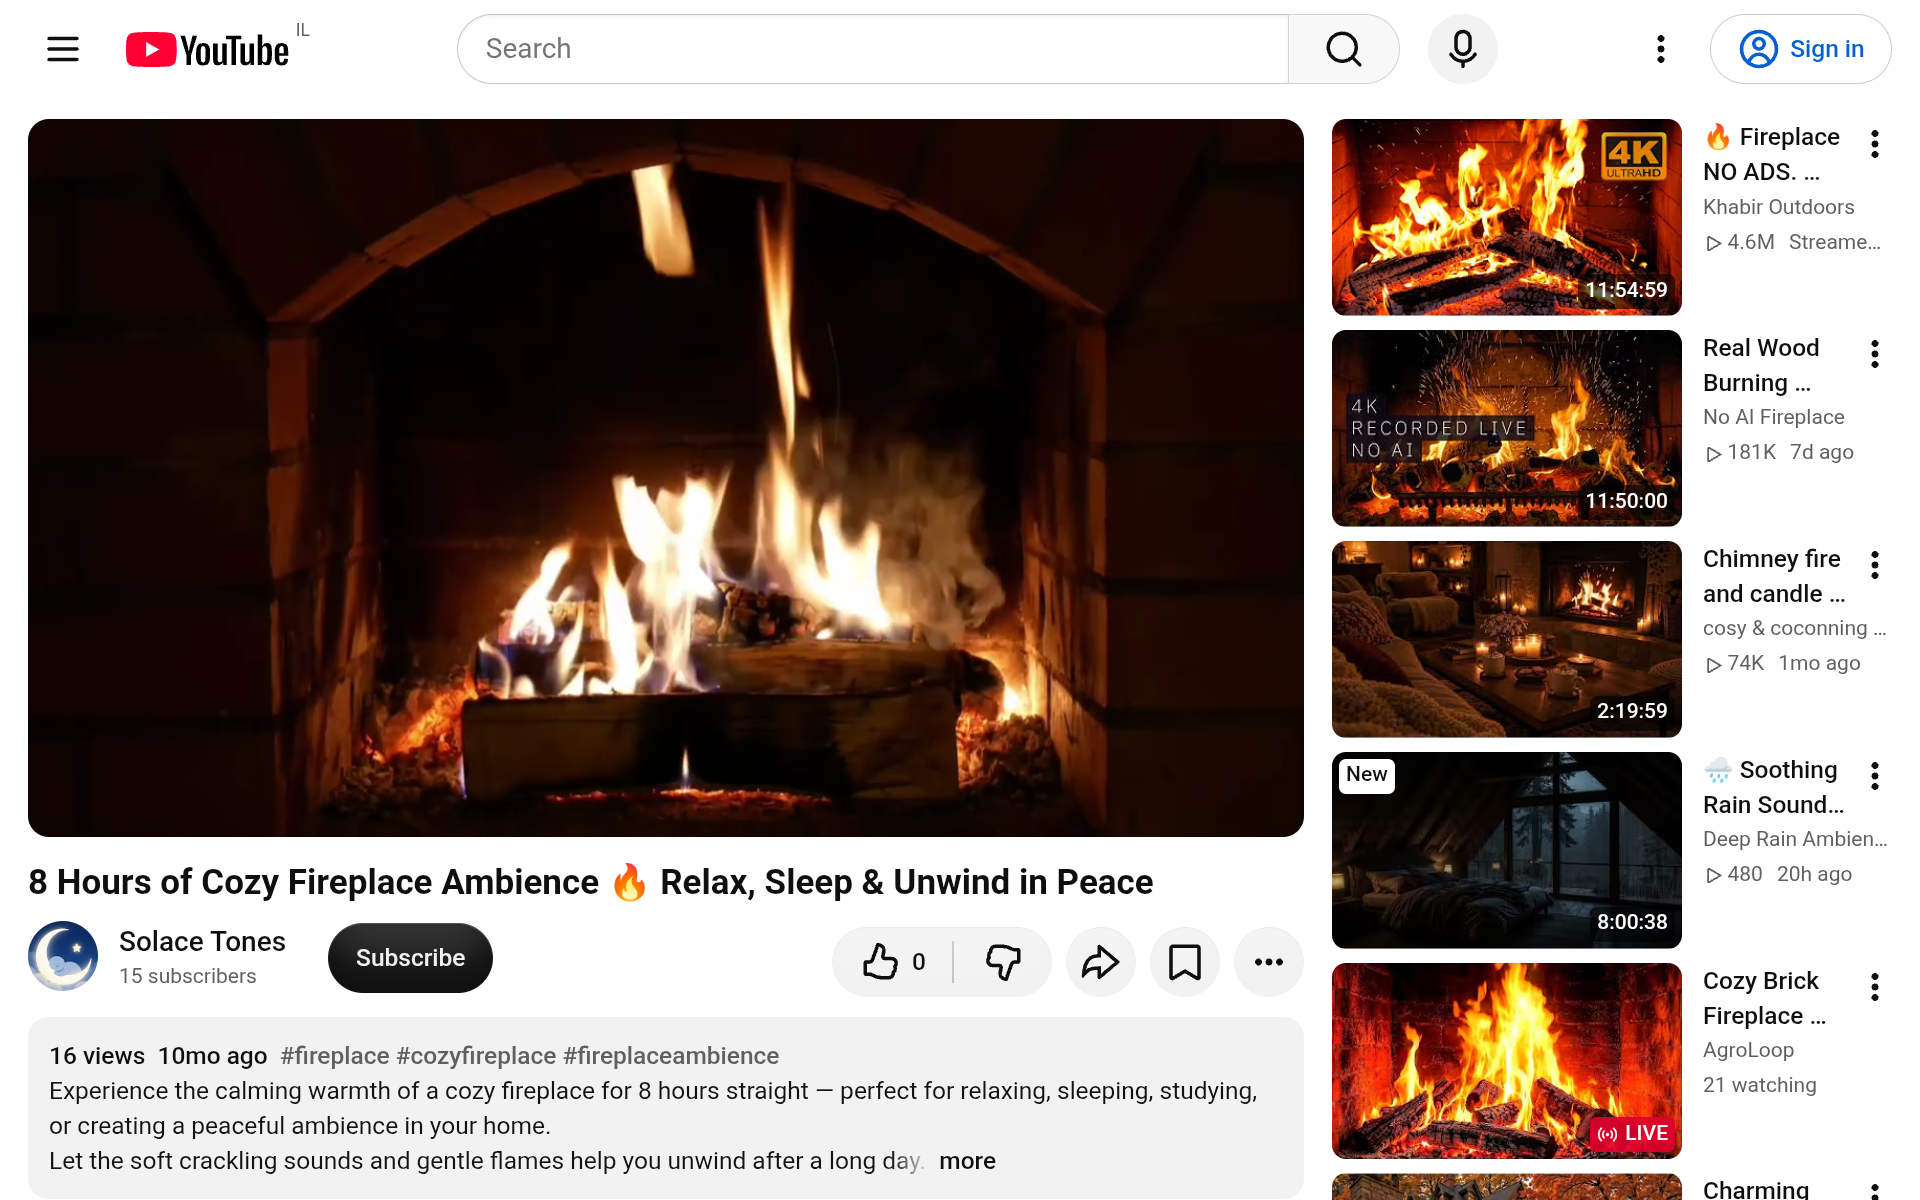 YouTube IL
Search
Sign in
8 Hours of Cozy Fireplace Ambience 🔥 Relax, Sleep & Unwind in Peace
Solace Tones
15 subscribers
Subscribe
0
16 views 10mo ago #fireplace #cozyfireplace #fireplaceambience
Experience the calming warmth of a cozy fireplace for 8 hours straight — perfect for relaxing, sleeping, studying,
or creating a peaceful ambience in your home.
Let the soft crackling sounds and gentle flames help you unwind after a long day. more
4K
ULTRAHD
11:54:59
🔥 Fireplace
NO ADS. ...
Khabir Outdoors
4.6M Streame...
4K
RECORDED LIVE
NO AI
11:50:00
Real Wood
Burning ...
No AI Fireplace
181K 7d ago
2:19:59
Chimney fire
and candle ...
cosy & coconning ...
74K 1mo ago
New
8:00:38
🌧️ Soothing
Rain Sound...
Deep Rain Ambien...
480 20h ago
LIVE
Cozy Brick
Fireplace ...
AgroLoop
21 watching
Charming